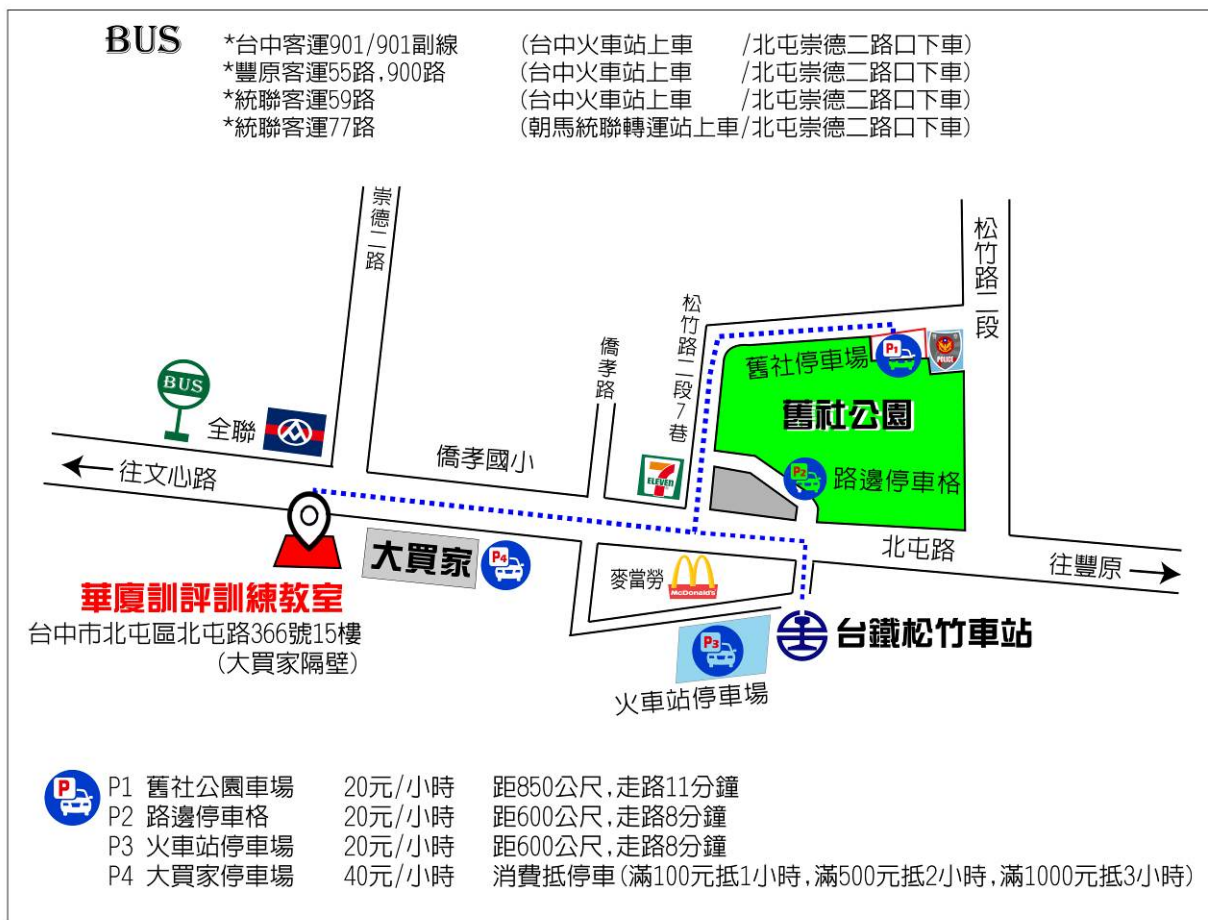 BUS
*台中客運901/901副線 (台中火車站上車 /北屯崇德二路口下車)
*豐原客運55路,900路 (台中火車站上車 /北屯崇德二路口下車)
*統聯客運59路 (台中火車站上車 /北屯崇德二路口下車)
*統聯客運77路 (朝馬統聯轉運站上車/北屯崇德二路口下車)
崇德二路
松竹路二段
松竹路二段7巷
僑孝路
P1
POLICE
舊社停車場
舊社公園
BUS
全聯
僑孝國小
7
ELEVEn
P2
路邊停車格
往文心路
北屯路
往豐原
大買家
P4
麥當勞
McDonald's
華廈訓評訓練教室
台中市北屯區北屯路366號15樓
(大買家隔壁)
P3
台鐵松竹車站
火車站停車場
P
P1 舊社公園車場 20元/小時 距850公尺,走路11分鐘
P2 路邊停車格 20元/小時 距600公尺,走路8分鐘
P3 火車站停車場 20元/小時 距600公尺,走路8分鐘
P4 大買家停車場 40元/小時 消費抵停車(滿100元抵1小時,滿500元抵2小時,滿1000元抵3小時)